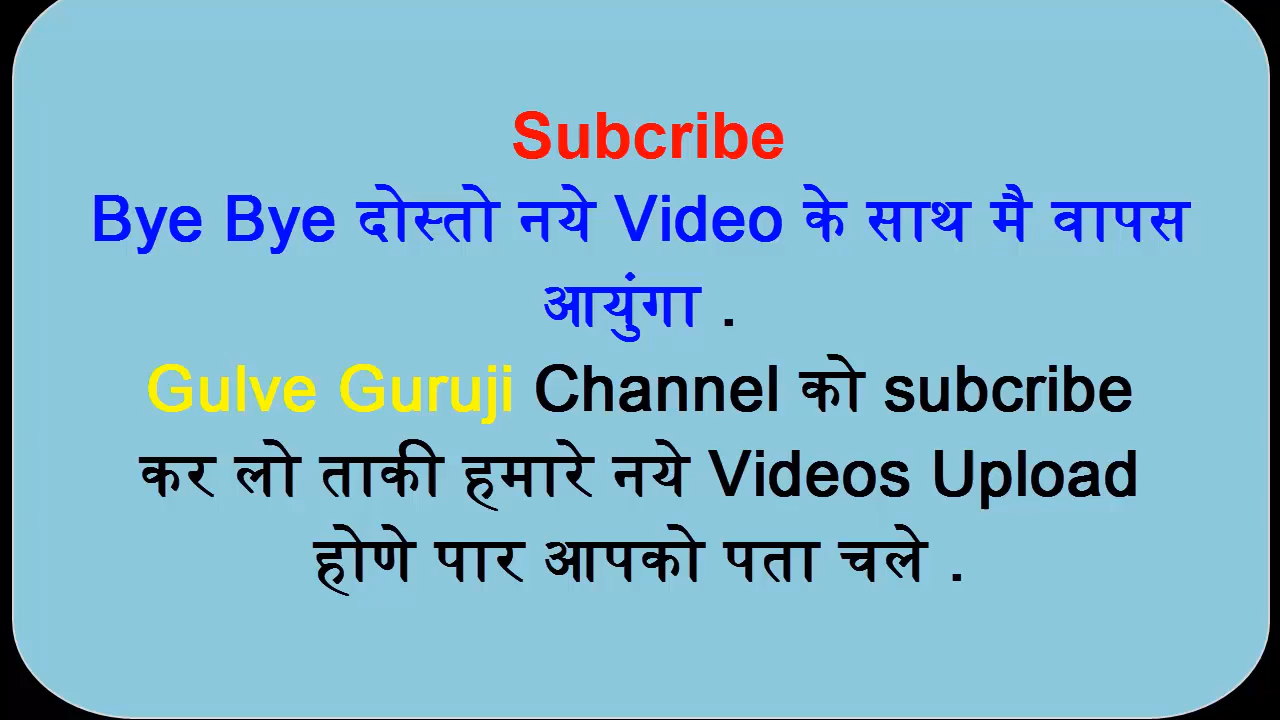 Subcribe
Bye Bye दोस्तो नये Video के साथ मै वापस
आयुंगा .
Gulve Guruji Channel को subcribe
कर लो ताकी हमारे नये Videos Upload
होणे पार आपको पता चले .